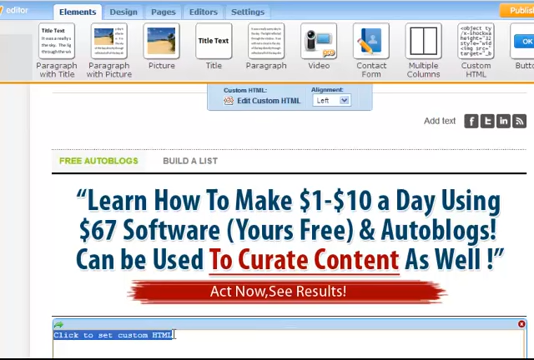 editor
Elements Design Pages Editors Settings
Publis
Title Text
Title Text
OK
Paragraph with Title
Paragraph with Picture
Picture
Title
Paragraph
Video
Contact Form
Multiple Columns
Custom HTML
Butto
Custom HTML: Alignment:
Edit Custom HTML Left
Add text
FREE AUTOBLOGS BUILD A LIST
“Learn How To Make $1-$10 a Day Using
$67 Software (Yours Free) & Autoblogs!
Can be Used To Curate Content As Well !”
Act Now,See Results!
Click to set custom HTML